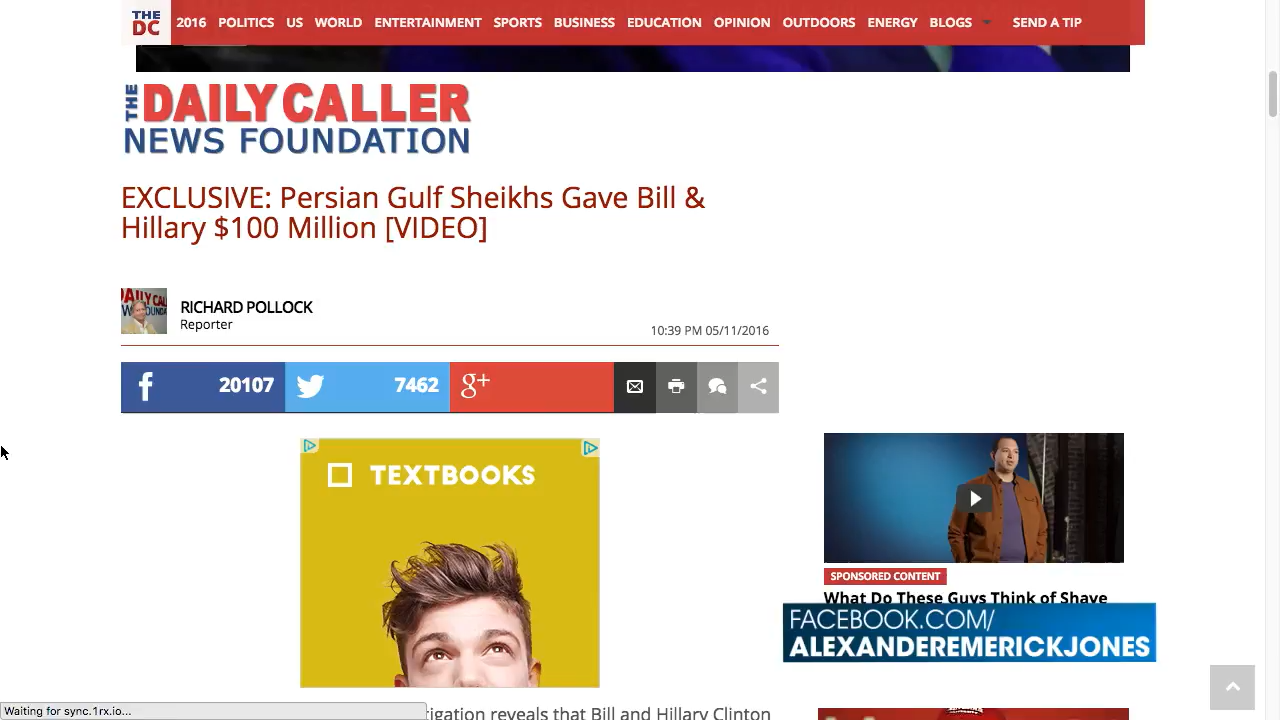 THE DC 2016 POLITICS US WORLD ENTERTAINMENT SPORTS BUSINESS EDUCATION OPINION OUTDOORS ENERGY BLOGS SEND A TIP
THE DAILY CALLER
NEWS FOUNDATION
EXCLUSIVE: Persian Gulf Sheikhs Gave Bill &
Hillary $100 Million [VIDEO]
RICHARD POLLOCK
Reporter
10:39 PM 05/11/2016
20107 7462 g+
TEXTBOOKS
SPONSORED CONTENT
What Do These Guys Think of Shave
FACEBOOK.COM/
ALEXANDEREMERICKJONES
Waiting for sync.1rx.io...
reveals that Bill and Hillary Clinton